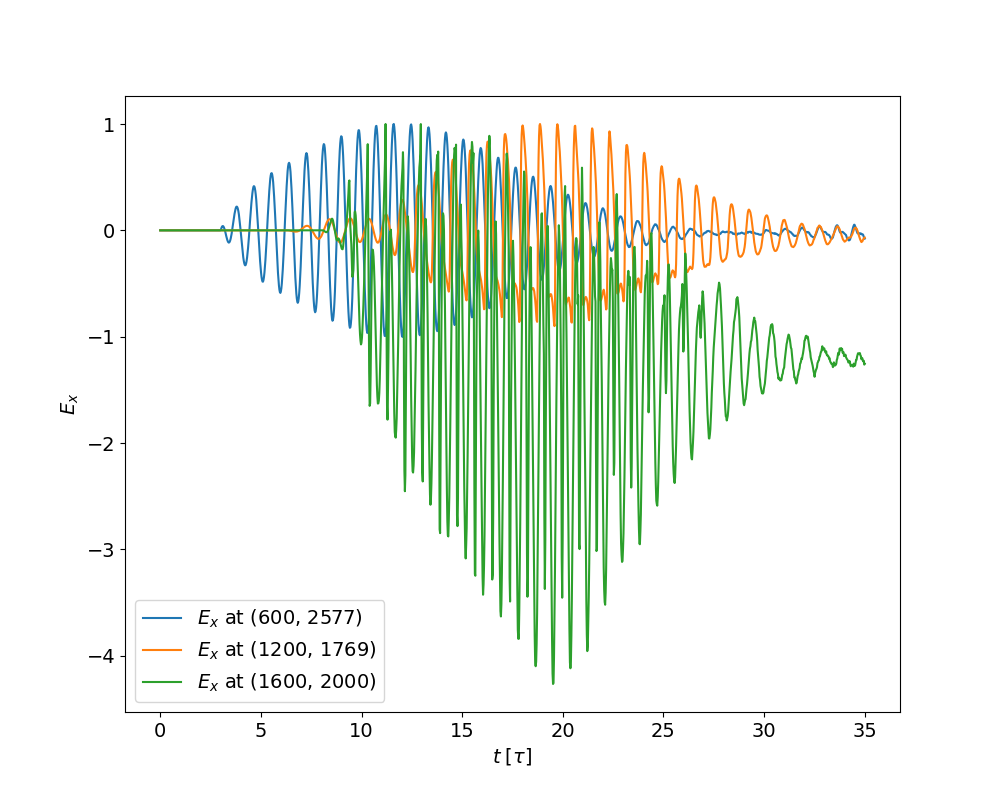 1
0
−1
−2
−3
−4
E_x
E_x at (600, 2577)
E_x at (1200, 1769)
E_x at (1600, 2000)
0 5 10 15 20 25 30 35
t [τ]